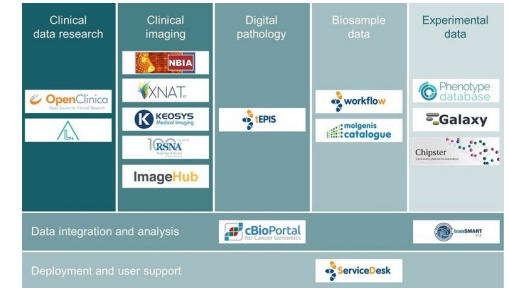 Clinical
data research
Clinical
imaging
Digital
pathology
Biosample
data
Experimental
data
OpenClinica
NBIA
XNAT
KEOSYS
Medical Imaging
RSNA
ImageHub
tEPIS
workflow
molgenis
catalogue
Phenotype
database
Galaxy
Chipster
Data integration and analysis
cBioPortal
for Cancer Genomics
tranSMART
Deployment and user support
ServiceDesk